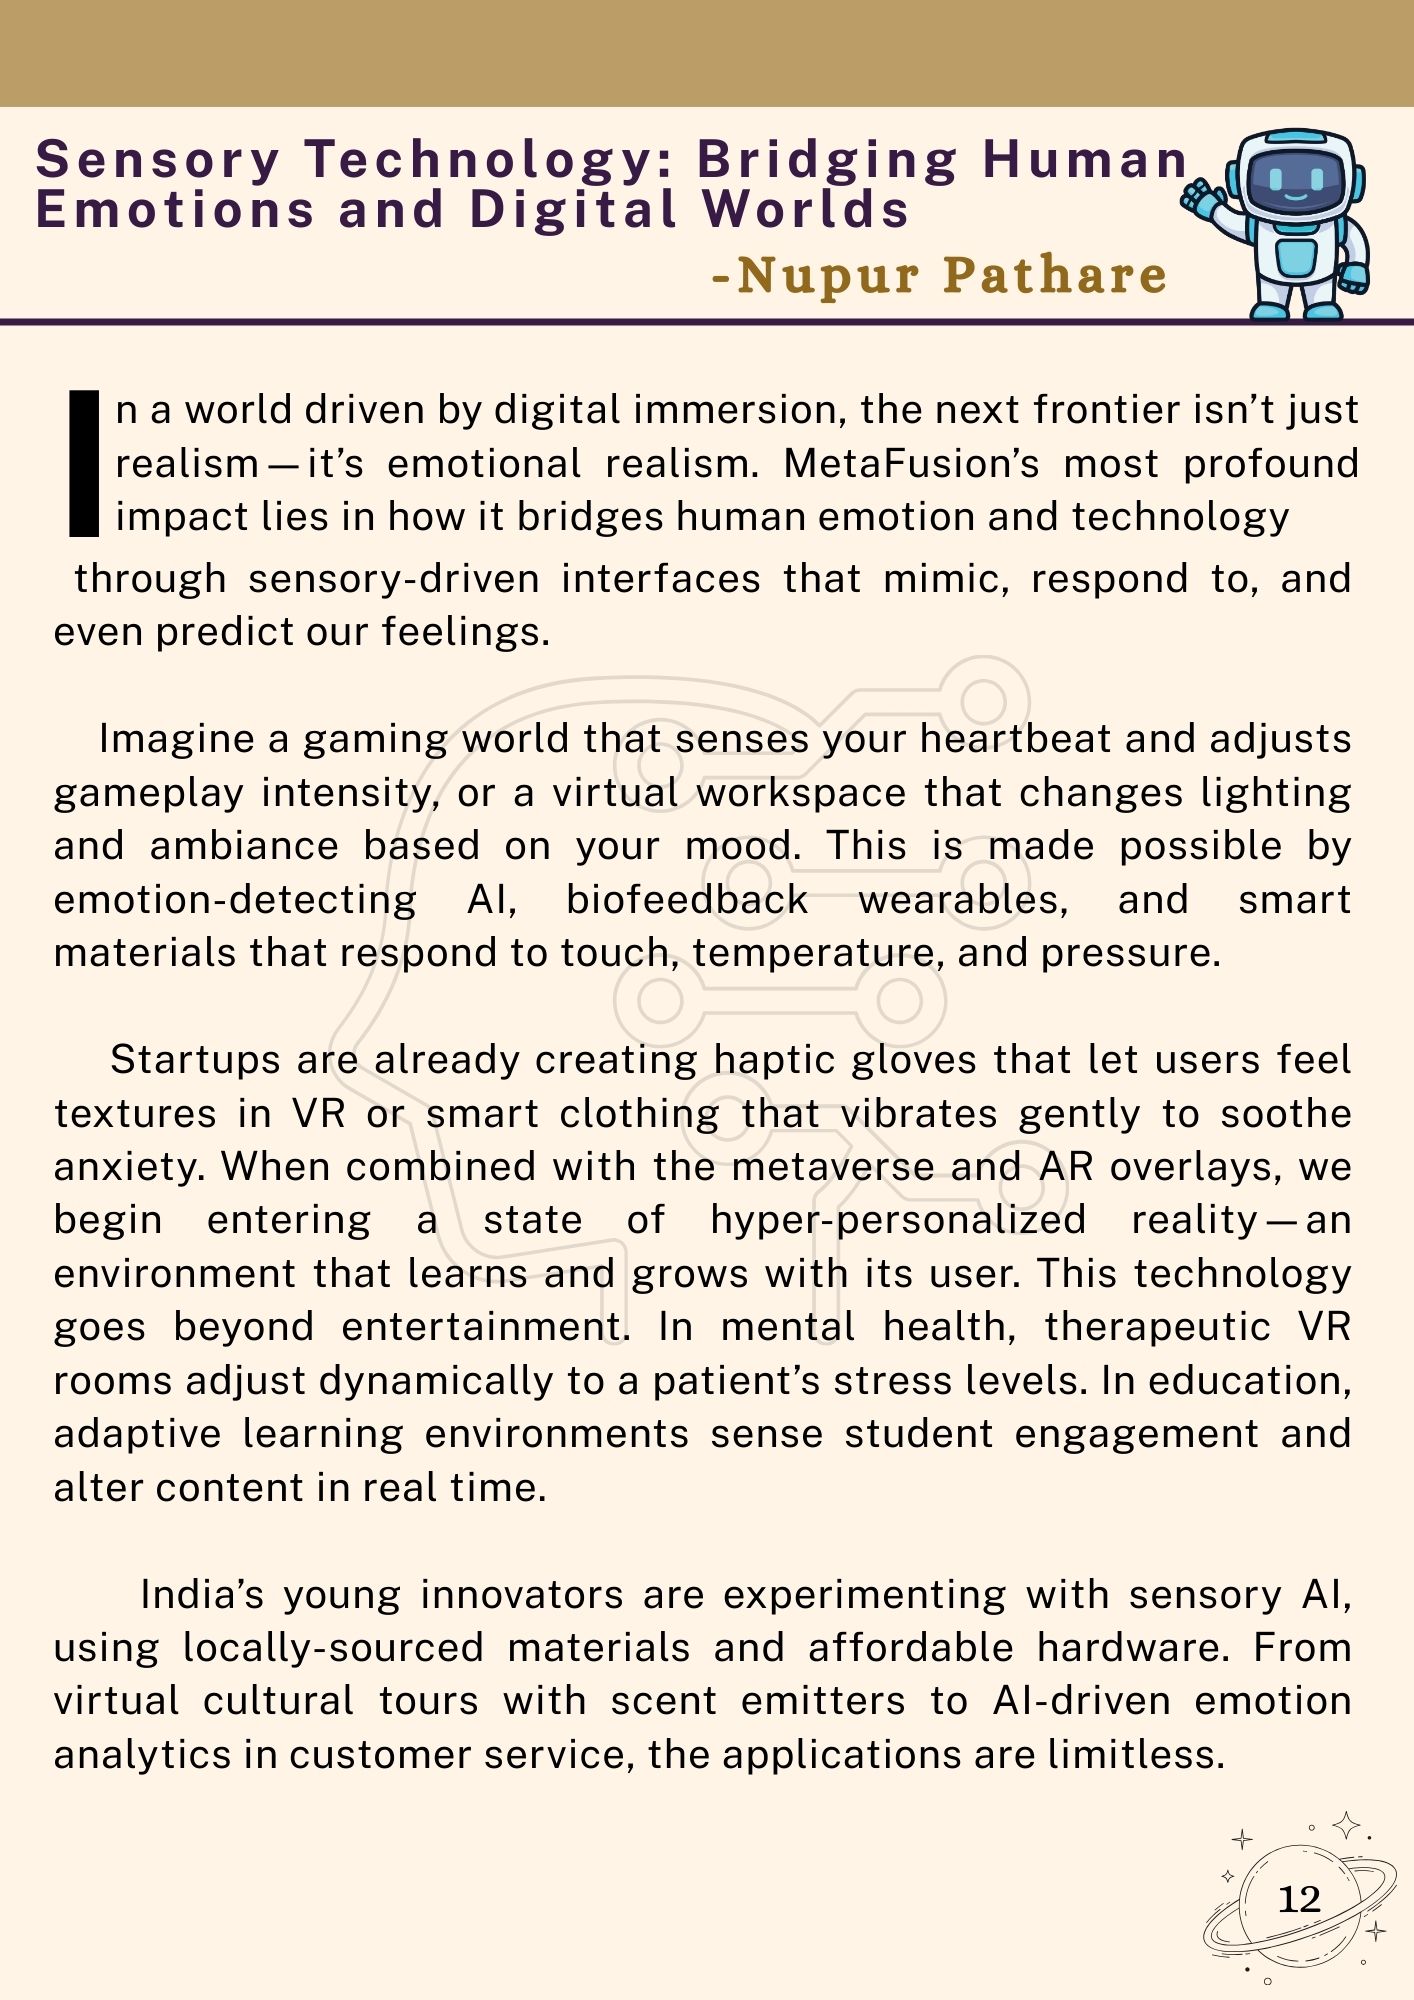 Sensory Technology: Bridging Human
Emotions and Digital Worlds
-Nupur Pathare
In a world driven by digital immersion, the next frontier isn’t just
realism—it’s emotional realism. MetaFusion’s most profound
impact lies in how it bridges human emotion and technology
through sensory-driven interfaces that mimic, respond to, and
even predict our feelings.
Imagine a gaming world that senses your heartbeat and adjusts
gameplay intensity, or a virtual workspace that changes lighting
and ambiance based on your mood. This is made possible by
emotion-detecting AI, biofeedback wearables, and smart
materials that respond to touch, temperature, and pressure.
Startups are already creating haptic gloves that let users feel
textures in VR or smart clothing that vibrates gently to soothe
anxiety. When combined with the metaverse and AR overlays, we
begin entering a state of hyper-personalized reality—an
environment that learns and grows with its user. This technology
goes beyond entertainment. In mental health, therapeutic VR
rooms adjust dynamically to a patient’s stress levels. In education,
adaptive learning environments sense student engagement and
alter content in real time.
India’s young innovators are experimenting with sensory AI,
using locally-sourced materials and affordable hardware. From
virtual cultural tours with scent emitters to AI-driven emotion
analytics in customer service, the applications are limitless.
12